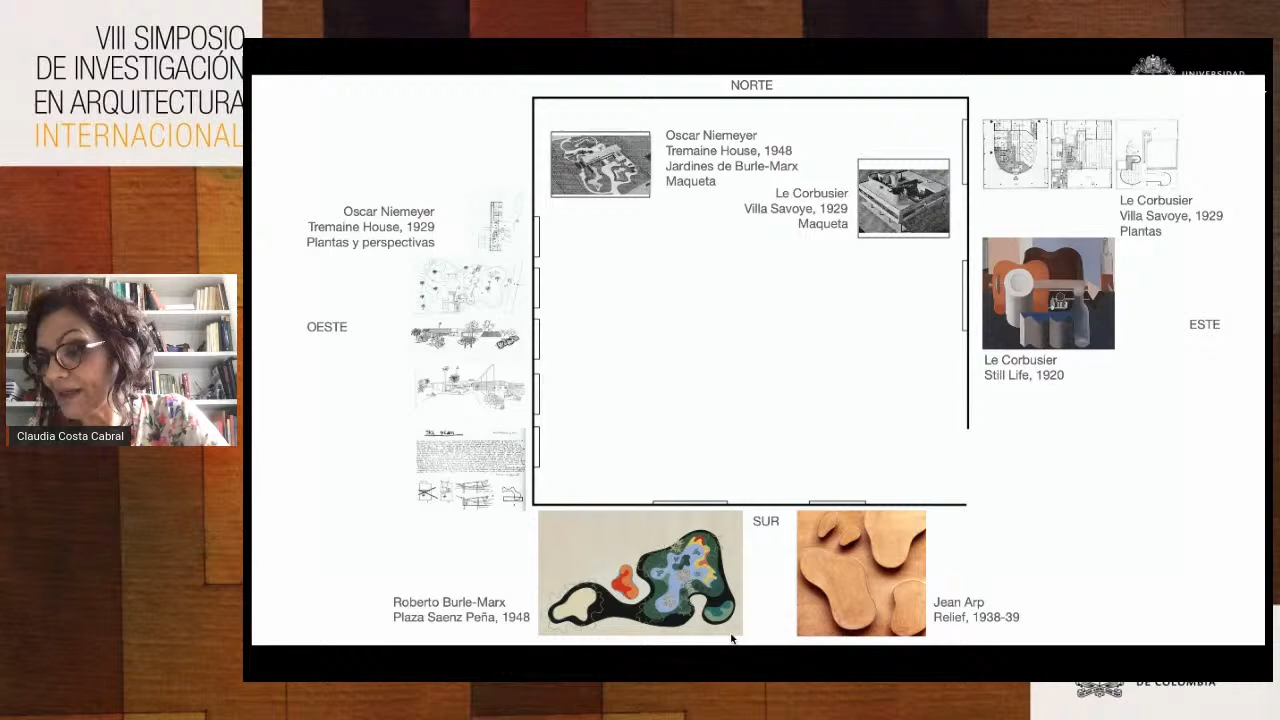 VIII SIMPOSIO
DE INVESTIGACIÓN
EN ARQUITECTURA
INTERNACIONAL
UNIVERSIDAD
NORTE
Oscar Niemeyer
Tremaine House, 1948
Jardines de Burle-Marx
Maqueta
Le Corbusier
Villa Savoye, 1929
Maqueta
Le Corbusier
Villa Savoye, 1929
Plantas
Oscar Niemeyer
Tremaine House, 1929
Plantas y perspectivas
OESTE
ESTE
Le Corbusier
Still Life, 1920
Claudia Costa Cabral
SUR
Roberto Burle-Marx
Plaza Saenz Peña, 1948
Jean Arp
Relief, 1938-39
DE COLOMBIA